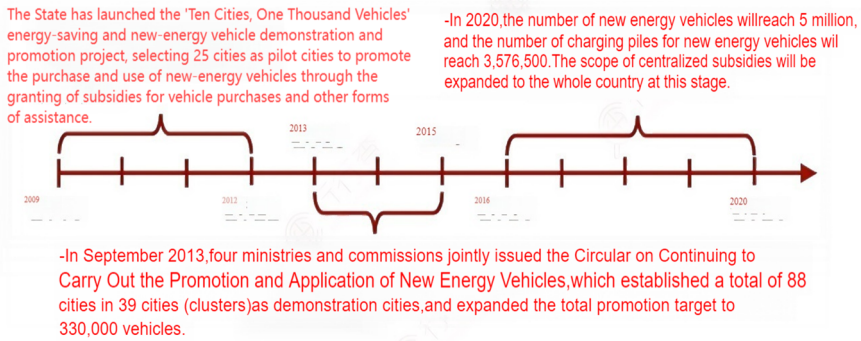 The State has launched the 'Ten Cities, One Thousand Vehicles'
energy-saving and new-energy vehicle demonstration and
promotion project, selecting 25 cities as pilot cities to promote
the purchase and use of new-energy vehicles through the
granting of subsidies for vehicle purchases and other forms
of assistance.
-In 2020,the number of new energy vehicles willreach 5 million,
and the number of charging piles for new energy vehicles wil
reach 3,576,500.The scope of centralized subsidies will be
expanded to the whole country at this stage.
2013
2015
2009
2012
2016
2020
-In September 2013,four ministries and commissions jointly issued the Circular on Continuing to
Carry Out the Promotion and Application of New Energy Vehicles,which established a total of 88
cities in 39 cities (clusters)as demonstration cities,and expanded the total promotion target to
330,000 vehicles.